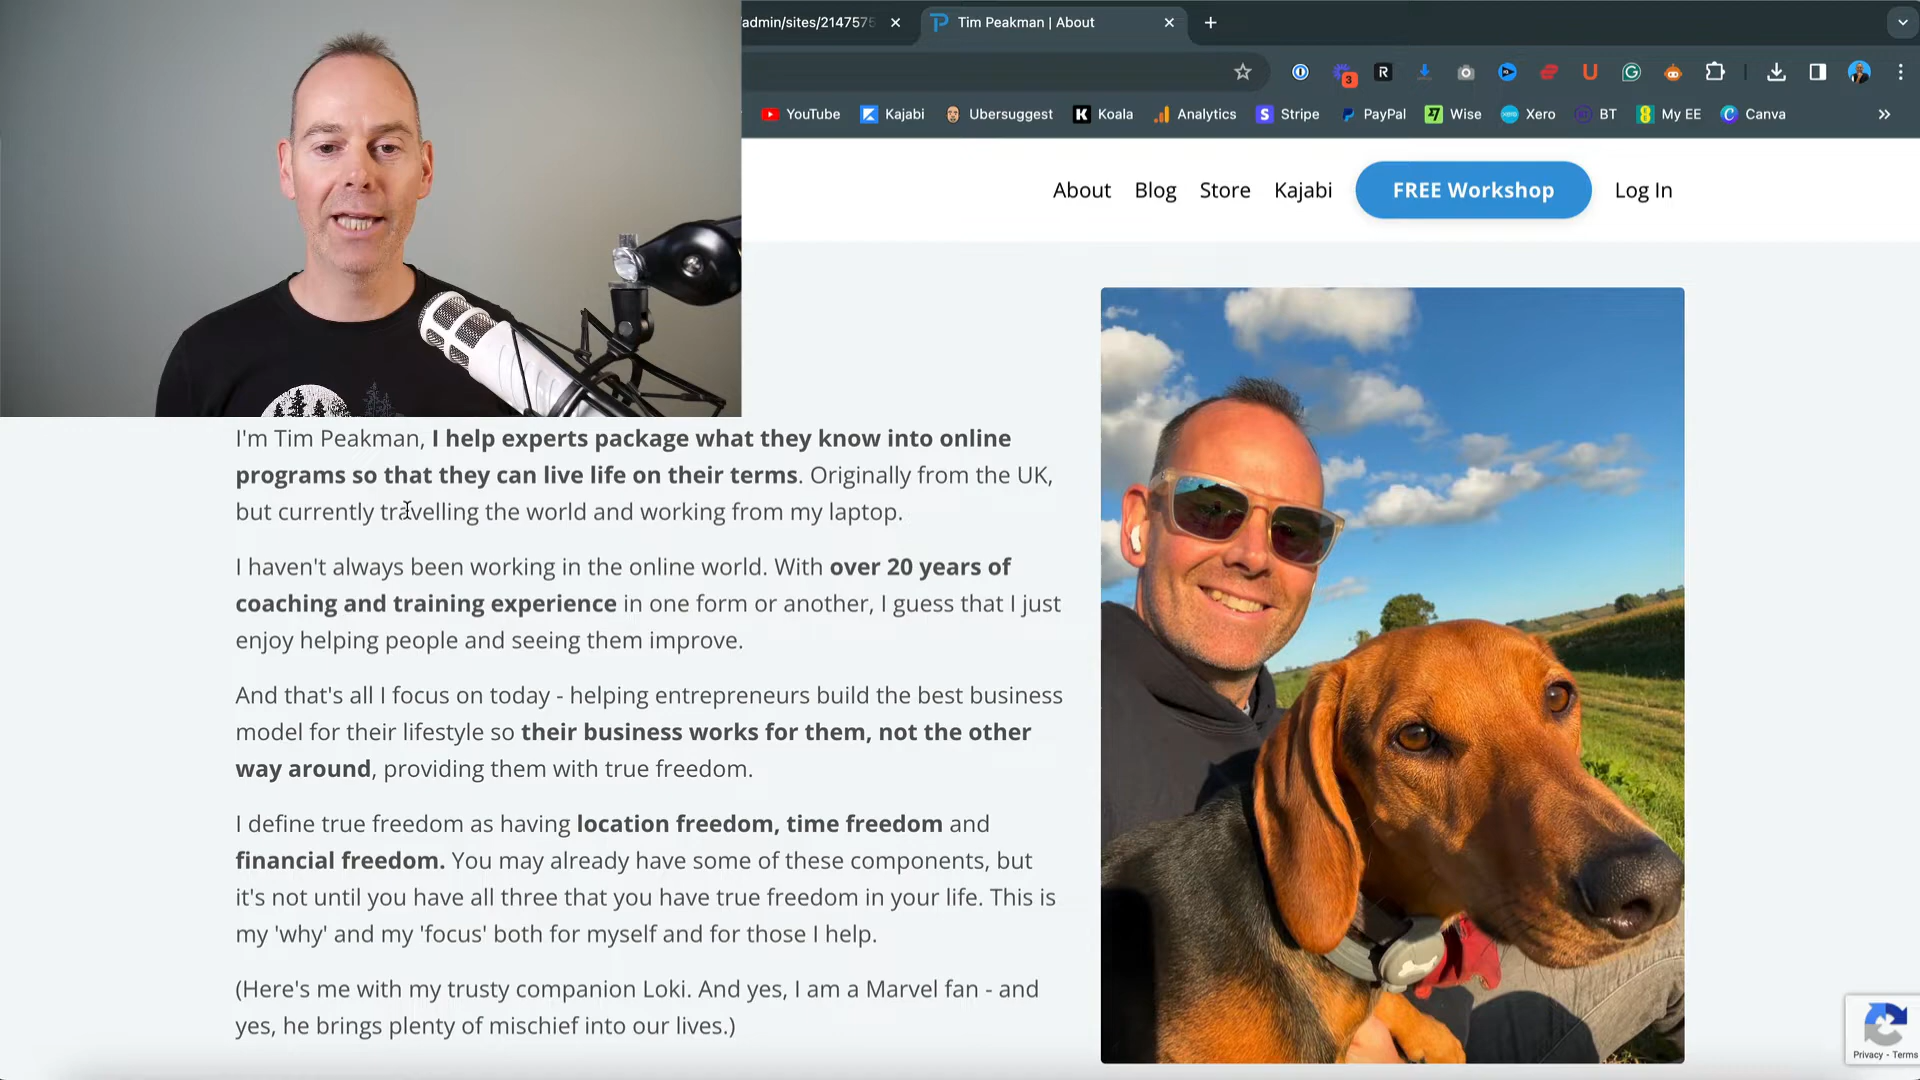 /admin/sites/2147575
Tim Peakman | About
3
YouTube
Kajabi
Ubersuggest
Koala
Analytics
Stripe
PayPal
Wise
Xero
BT
My EE
Canva
About
Blog
Store
Kajabi
FREE Workshop
Log In
I'm Tim Peakman, I help experts package what they know into online
programs so that they can live life on their terms. Originally from the UK,
but currently travelling the world and working from my laptop.
I haven't always been working in the online world. With over 20 years of
coaching and training experience in one form or another, I guess that I just
enjoy helping people and seeing them improve.
And that's all I focus on today - helping entrepreneurs build the best business
model for their lifestyle so their business works for them, not the other
way around, providing them with true freedom.
I define true freedom as having location freedom, time freedom and
financial freedom. You may already have some of these components, but
it's not until you have all three that you have true freedom in your life. This is
my 'why' and my 'focus' both for myself and for those I help.
(Here's me with my trusty companion Loki. And yes, I am a Marvel fan - and
yes, he brings plenty of mischief into our lives.)
Privacy - Terms